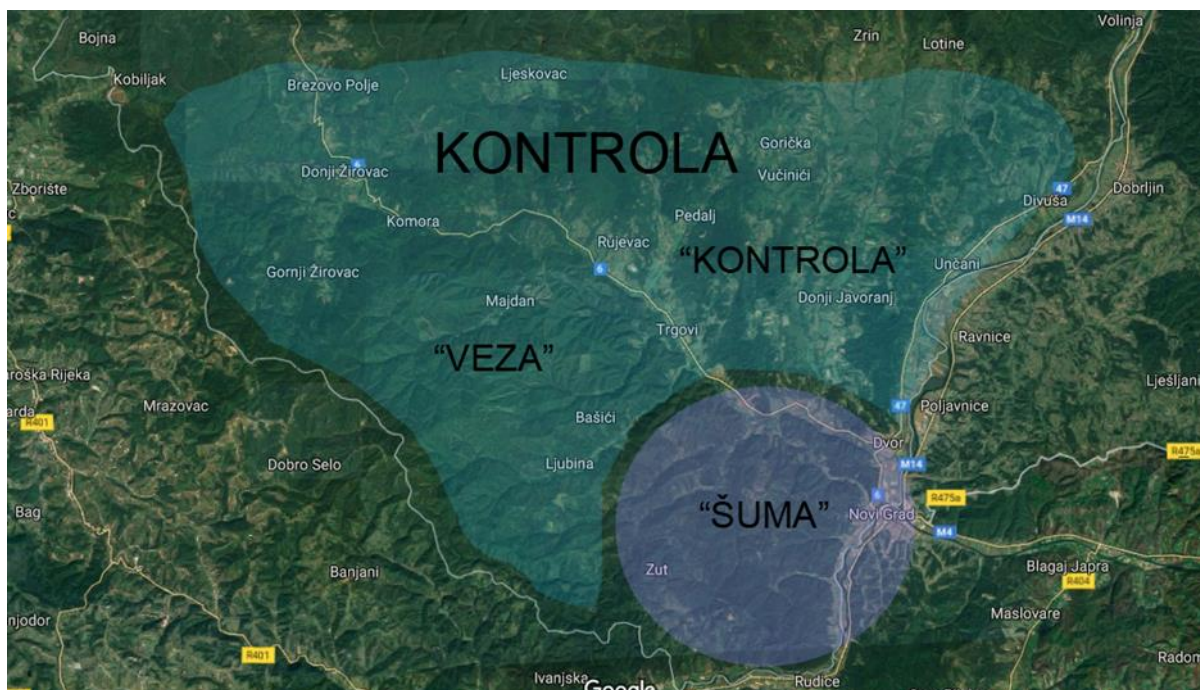 Volinja
Bojna
Zrin
Lotine
Kobiljak
Ljeskovac
Brezovo Polje
KONTROLA
Gorička
6
Donji Žirovac
Vučinići
Zborište
47
Dobrljin
Divuša
Komora
Pedalj
M14
Rujevac
“KONTROLA”
Unčani
6
Gornji Žirovac
Majdan
Donji Javoranj
Trgovi
Ravnice
“VEZA”
aroška Rijeka
Lješljani
Mrazovac
47
Poljavnice
arda
R401
Bašići
Dvor
R475a
Dobro Selo
Ljubina
M14
6
R475a
Bag
“ŠUMA”
Novi Grad
M4
Banjani
Zut
Blagaj Japra
R404
Maslovare
njodor
R401
Radom
Ivanjska
Google
Rudice